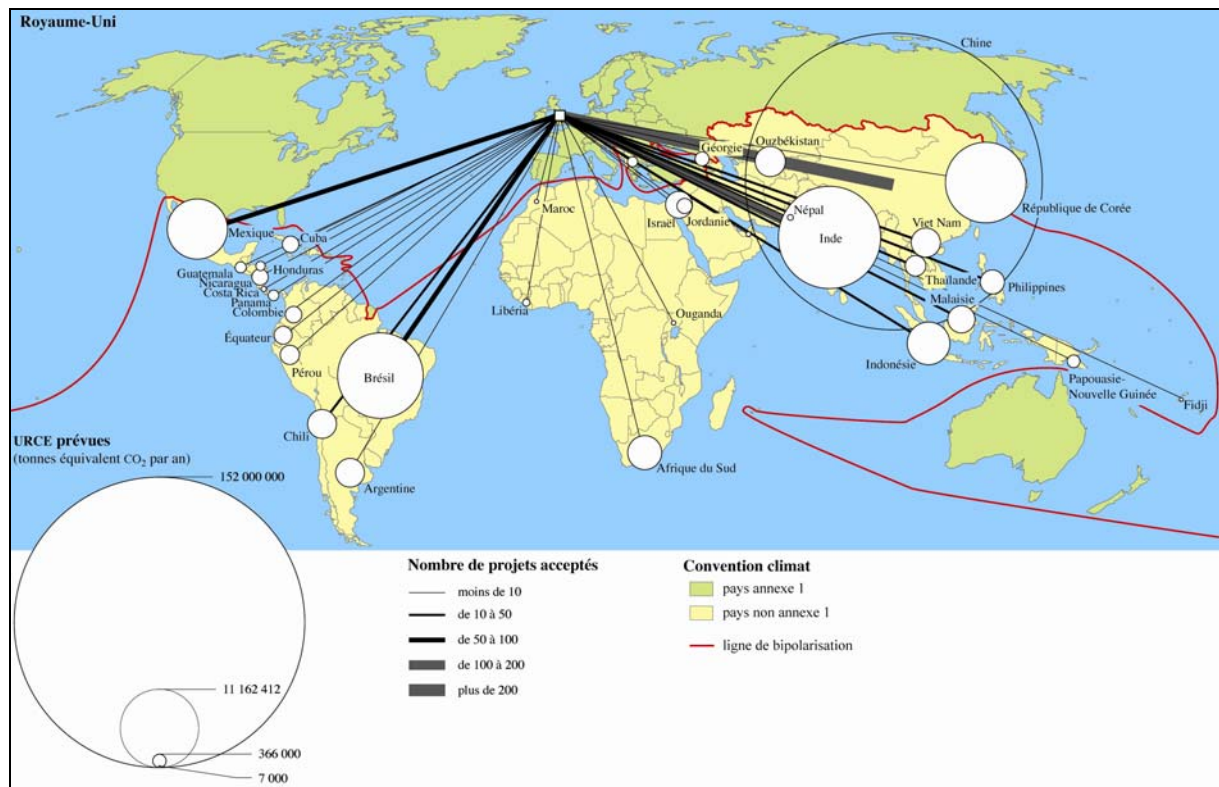 Royaume-Uni
Chine
Géorgie
Ouzbékistan
Maroc
Israël
Jordanie
Népal
Inde
Viet Nam
République de Corée
Mexique
Cuba
Guatemala
Honduras
Nicaragua
Costa Rica
Panama
Colombie
Libéria
Ouganda
Thaïlande
Philippines
Malaisie
Équateur
Pérou
Brésil
Indonésie
Papouasie-
Nouvelle Guinée
Fidji
Chili
Argentine
Afrique du Sud
URCE prévues
(tonnes équivalent CO2 par an)
152 000 000
11 162 412
366 000
7 000
Nombre de projets acceptés
moins de 10
de 10 à 50
de 50 à 100
de 100 à 200
plus de 200
Convention climat
pays annexe 1
pays non annexe 1
ligne de bipolarisation